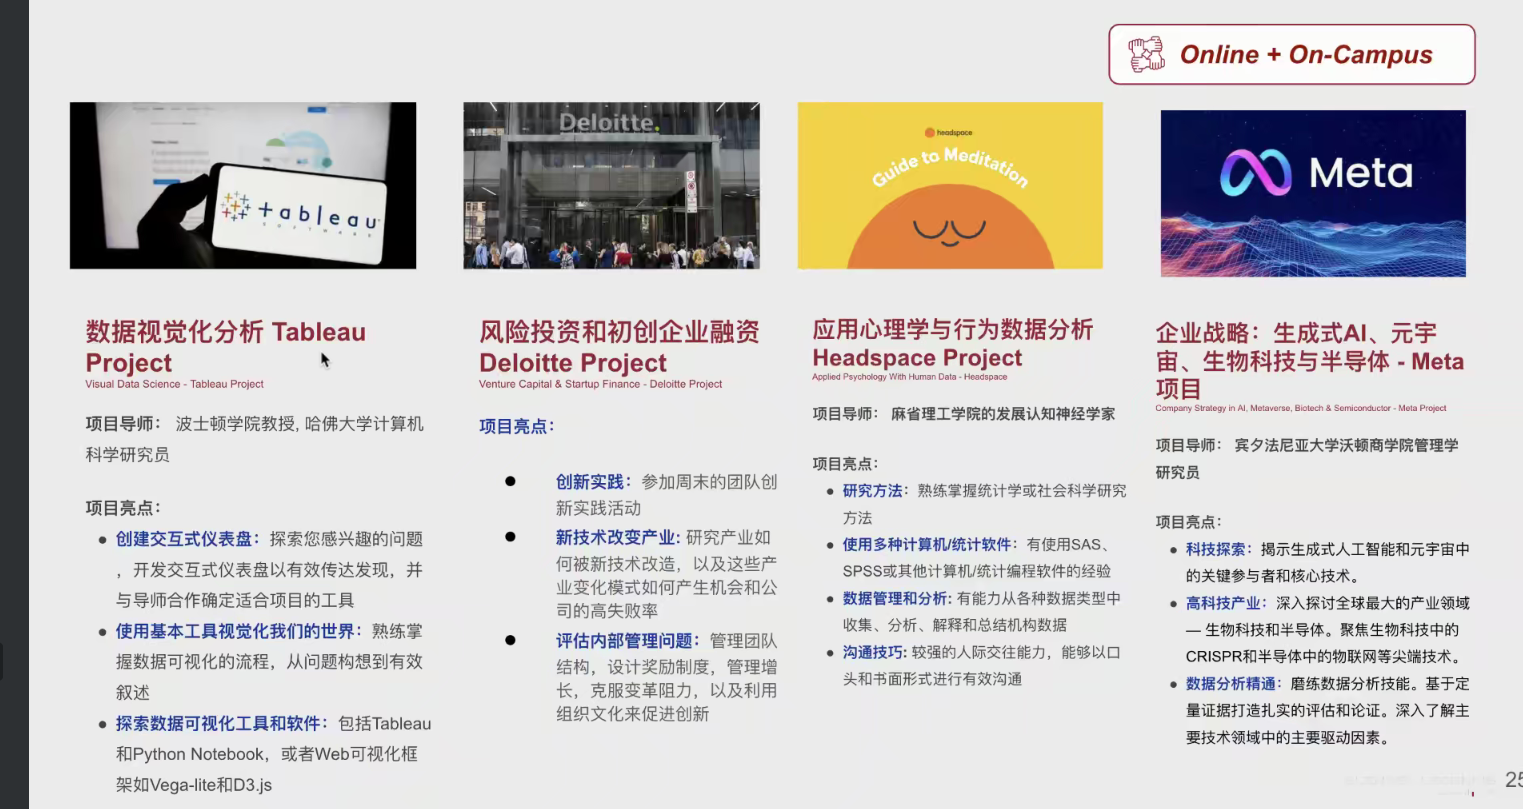 Online + On-Campus
+ableau
SOFTWARE
Deloitte.
headspace
Guide to Meditation
Meta
数据视觉化分析 Tableau
Project
Visual Data Science - Tableau Project
项目导师： 波士顿学院教授, 哈佛大学计算机
科学研究员
项目亮点：
● 创建交互式仪表盘：探索您感兴趣的问题
，开发交互式仪表盘以有效传达发现，并
与导师合作确定适合项目的工具
● 使用基本工具视觉化我们的世界：熟练掌
握数据可视化的流程，从问题构想到有效
叙述
● 探索数据可视化工具和软件：包括Tableau
和Python Notebook，或者Web可视化框
架如Vega-lite和D3.js
风险投资和初创企业融资
Deloitte Project
Venture Capital & Startup Finance - Deloitte Project
项目亮点：
● 创新实践：参加周末的团队创
新实践活动
● 新技术改变产业: 研究产业如
何被新技术改造，以及这些产
业变化模式如何产生机会和公
司的高失败率
● 评估内部管理问题：管理团队
结构，设计奖励制度，管理增
长，克服变革阻力，以及利用
组织文化来促进创新
应用心理学与行为数据分析
Headspace Project
Applied Psychology With Human Data - Headspace
项目导师： 麻省理工学院的发展认知神经学家
项目亮点：
● 研究方法：熟练掌握统计学或社会科学研究
方法
● 使用多种计算机/统计软件：有使用SAS、
SPSS或其他计算机/统计编程软件的经验
● 数据管理和分析: 有能力从各种数据类型中
收集、分析、解释和总结机构数据
● 沟通技巧: 较强的人际交往能力，能够以口
头和书面形式进行有效沟通
企业战略：生成式AI、元宇
宙、生物科技与半导体 - Meta
项目
Company Strategy in AI, Metaverse, Biotech & Semiconductor - Meta Project
项目导师： 宾夕法尼亚大学沃顿商学院管理学
研究员
项目亮点：
● 科技探索：揭示生成式人工智能和元宇宙中
的关键参与者和核心技术。
● 高科技产业：深入探讨全球最大的产业领域
— 生物科技和半导体。聚焦生物科技中的
CRISPR和半导体中的物联网等尖端技术。
● 数据分析精通：磨练数据分析技能。基于定
量证据打造扎实的评估和论证。深入了解主
要技术领域中的主要驱动因素。
25